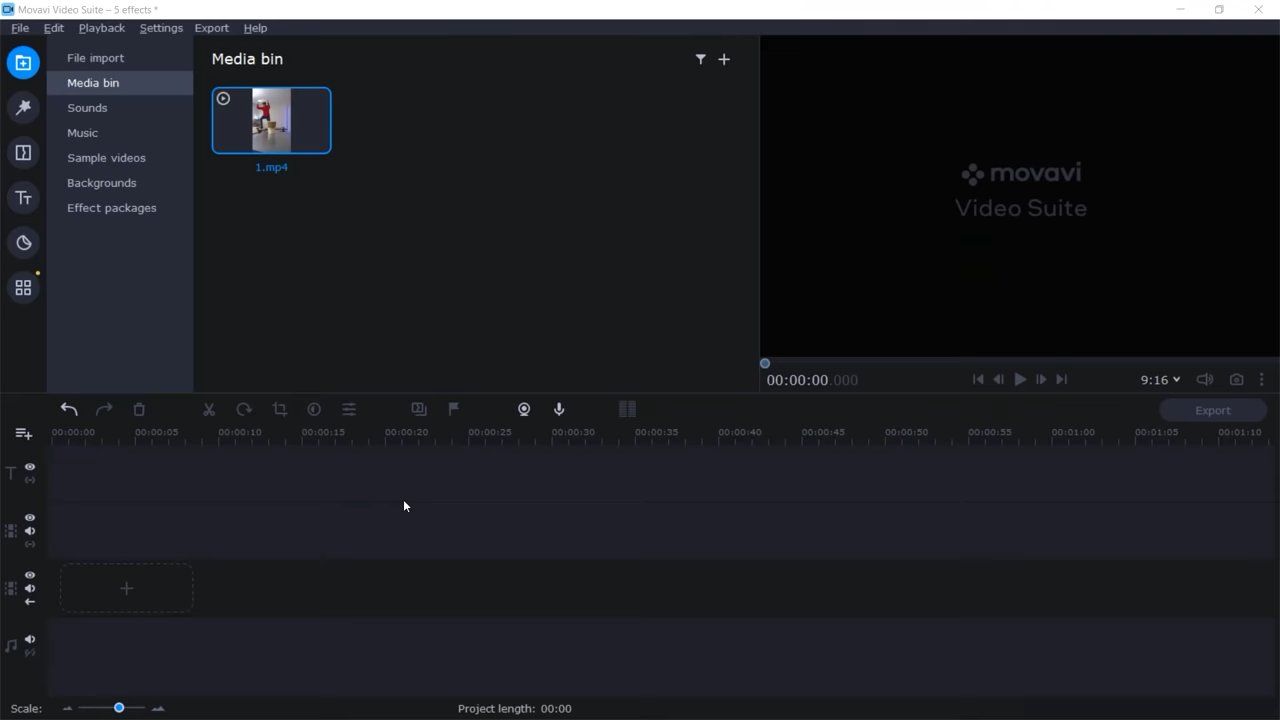 Movavi Video Suite – 5 effects *
File Edit Playback Settings Export Help
File import
Media bin
Sounds
Music
Sample videos
Backgrounds
Effect packages
Media bin
1.mp4
movavi
Video Suite
00:00:00.000
9:16
Export
00:00:00 00:00:05 00:00:10 00:00:15 00:00:20 00:00:25 00:00:30 00:00:35 00:00:40 00:00:45 00:00:50 00:00:55 00:01:00 00:01:05 00:01:10
Scale:
Project length: 00:00